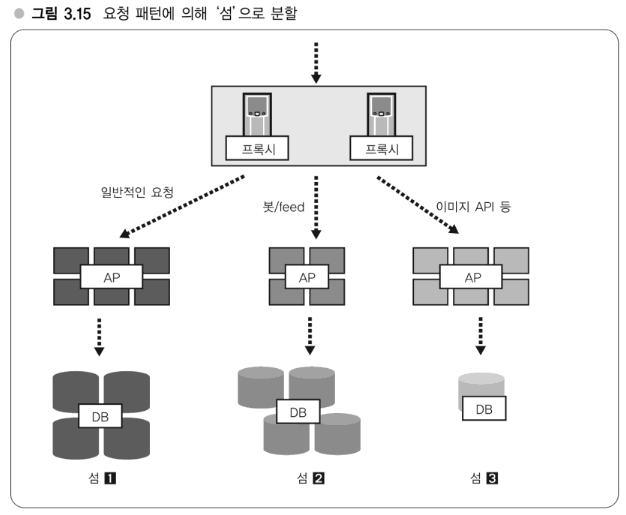 그림 3.15 요청 패턴에 의해 ‘섬’으로 분할
프록시
프록시
일반적인 요청
봇/feed
이미지 API 등
AP
AP
AP
DB
DB
DB
섬 1
섬 2
섬 3